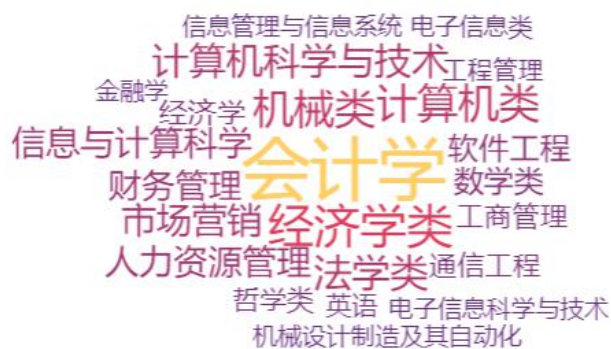 信息管理与信息系统 电子信息类
计算机科学与技术 工程管理
金融学
经济学 机械类 计算机类
信息与计算科学 会计学 软件工程
财务管理 数学类
市场营销 经济学类 工商管理
人力资源管理 法学类 通信工程
哲学类 英语 电子信息科学与技术
机械设计制造及其自动化